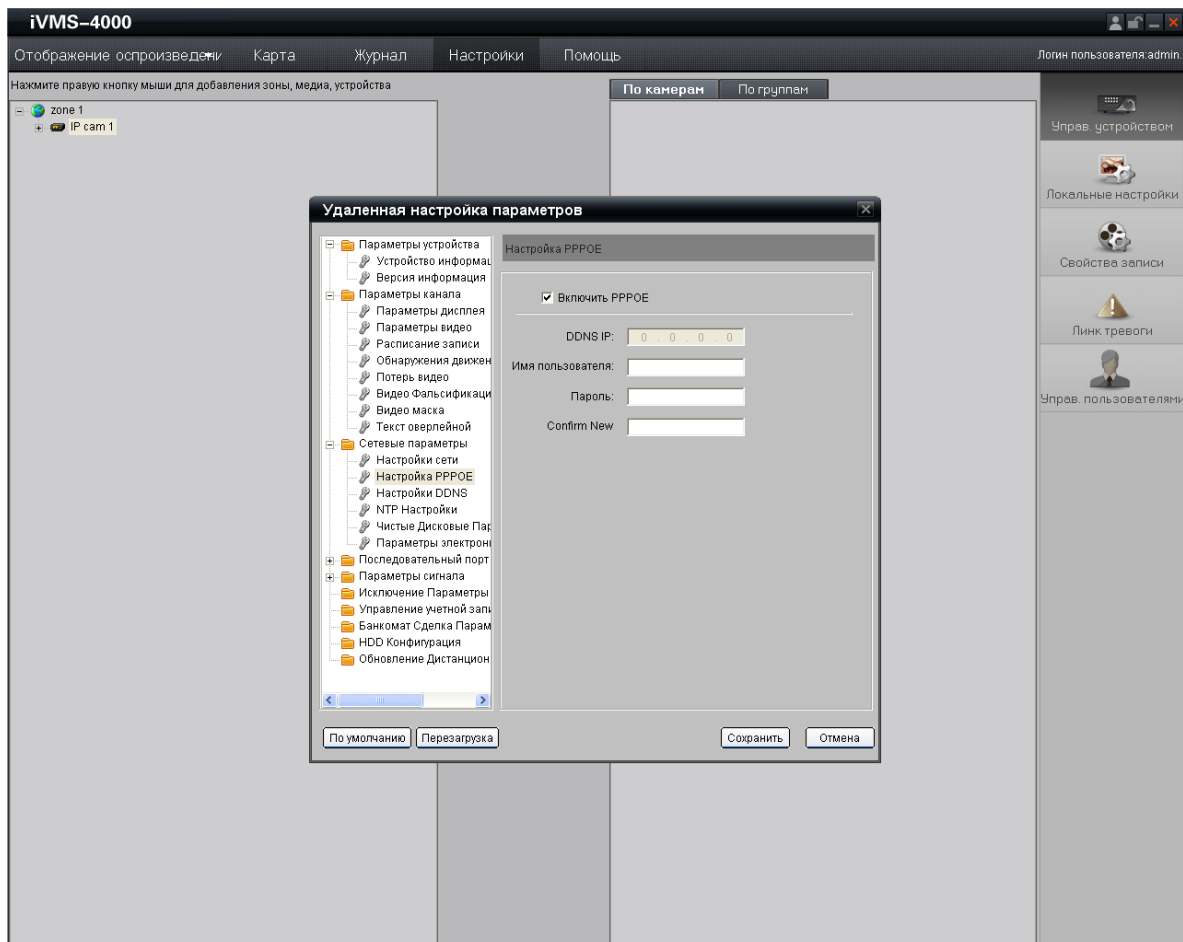 iVMS-4000
Отображение оспроизведени Карта Журнал Настройки Помощь Логин пользователя:admin.
Нажмите правую кнопку мыши для добавления зоны, медиа, устройства
zone 1
IP cam 1
По камерам По группам
Управ. устройством
Локальные настройки
Свойства записи
Линк тревоги
Управ. пользователями
Удаленная настройка параметров
Параметры устройства
Устройство информац
Версия информация
Параметры канала
Параметры дисплея
Параметры видео
Расписание записи
Обнаружения движен
Потерь видео
Видео Фальсификаци
Видео маска
Текст оверлейной
Сетевые параметры
Настройки сети
Настройка PPPOE
Настройки DDNS
NTP Настройки
Чистые Дисковые Пар
Параметры электрон
Последовательный порт
Параметры сигнала
Исключение Параметры
Управление учетной запи
Банкомат Сделка Парам
HDD Конфигурация
Обновление Дистанцион
Настройка PPPOE
Включить PPPOE
DDNS IP: 0 . 0 . 0 . 0
Имя пользователя:
Пароль:
Confirm New
По умолчанию Перезагрузка Сохранить Отмена